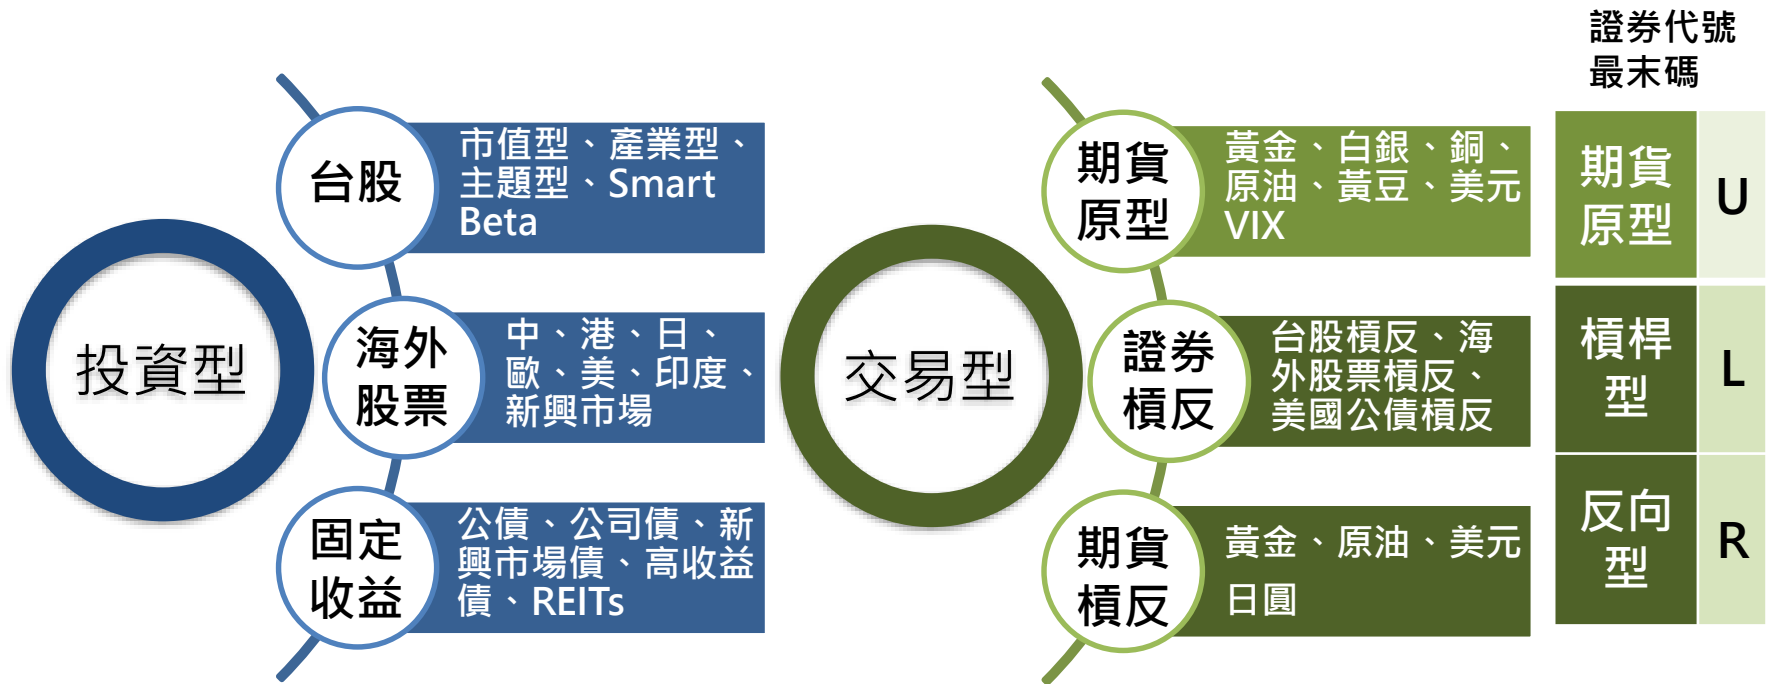 投資型
台股
市值型、產業型、
主題型、Smart
Beta
海外
股票
中、港、日、
歐、美、印度、
新興市場
固定
收益
公債、公司債、新
興市場債、高收益
債、REITs
交易型
期貨
原型
黃金、白銀、銅、
原油、黃豆、美元
VIX
證券
槓反
台股槓反、海
外股票槓反、
美國公債槓反
期貨
槓反
黃金、原油、美元
日圓
證券代號
最末碼
期貨
原型
U
槓桿
型
L
反向
型
R